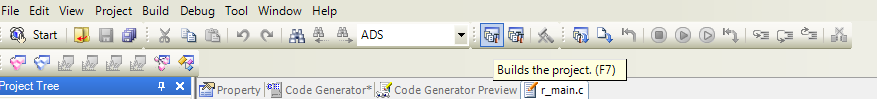 File Edit View Project Build Debug Tool Window Help
Start ADS
Builds the project. (F7)
Project Tree Property Code Generator* Code Generator Preview r_main.c